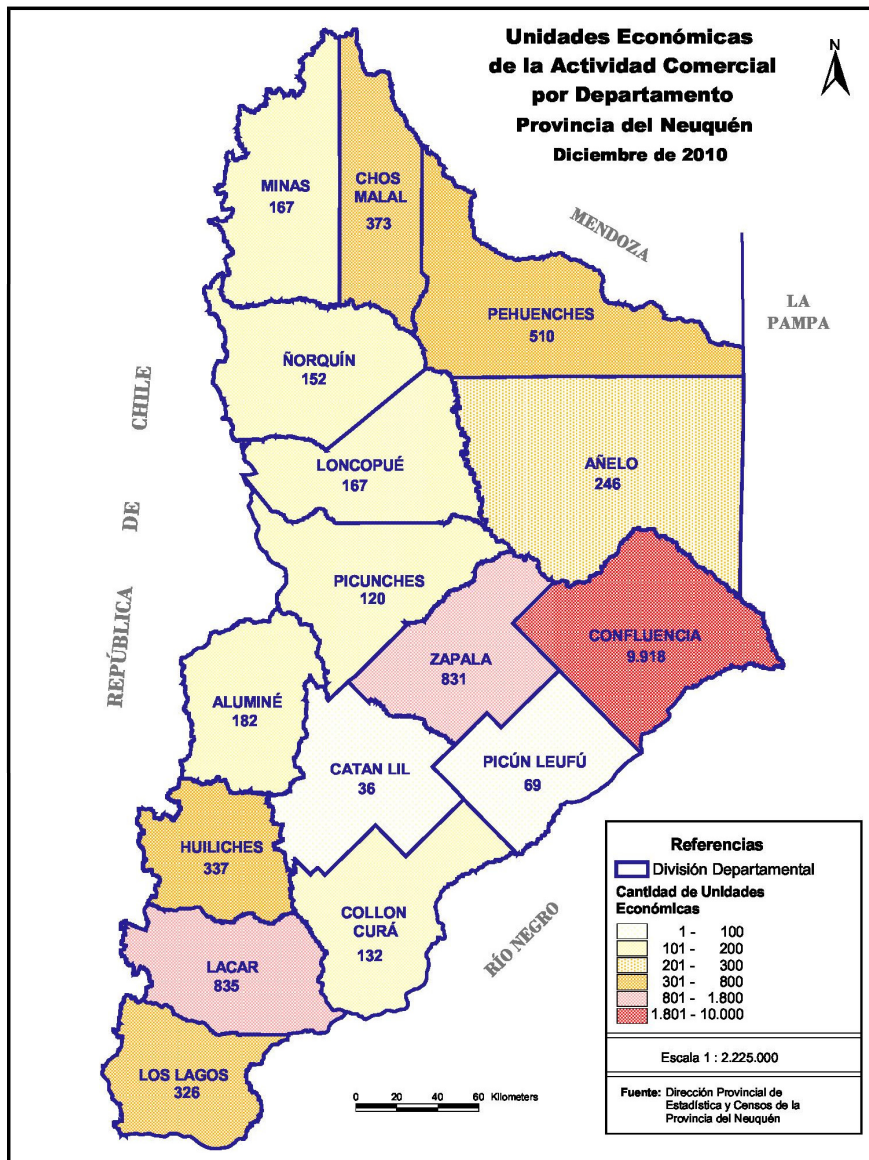 Unidades Económicas
de la Actividad Comercial
por Departamento
Provincia del Neuquén
Diciembre de 2010
N
MINAS
167
CHOS
MALAL
373
MENDOZA
LA
PAMPA
PEHUENCHES
510
ÑORQUÍN
152
REPÚBLICA DE CHILE
LONCOPUÉ
167
AÑELO
246
PICUNCHES
120
ZAPALA
831
CONFLUENCIA
9.918
ALUMINÉ
182
CATAN LIL
36
PICÚN LEUFÚ
69
HUILICHES
337
COLLON
CURÁ
132
RÍO NEGRO
LACAR
835
LOS LAGOS
326
0 20 40 60 Kilometers
Referencias
División Departamental
Cantidad de Unidades
Económicas
1 - 100
101 - 200
201 - 300
301 - 800
801 - 1.800
1.801 - 10.000
Escala 1 : 2.225.000
Fuente: Dirección Provincial de
Estadística y Censos de la
Provincia del Neuquén